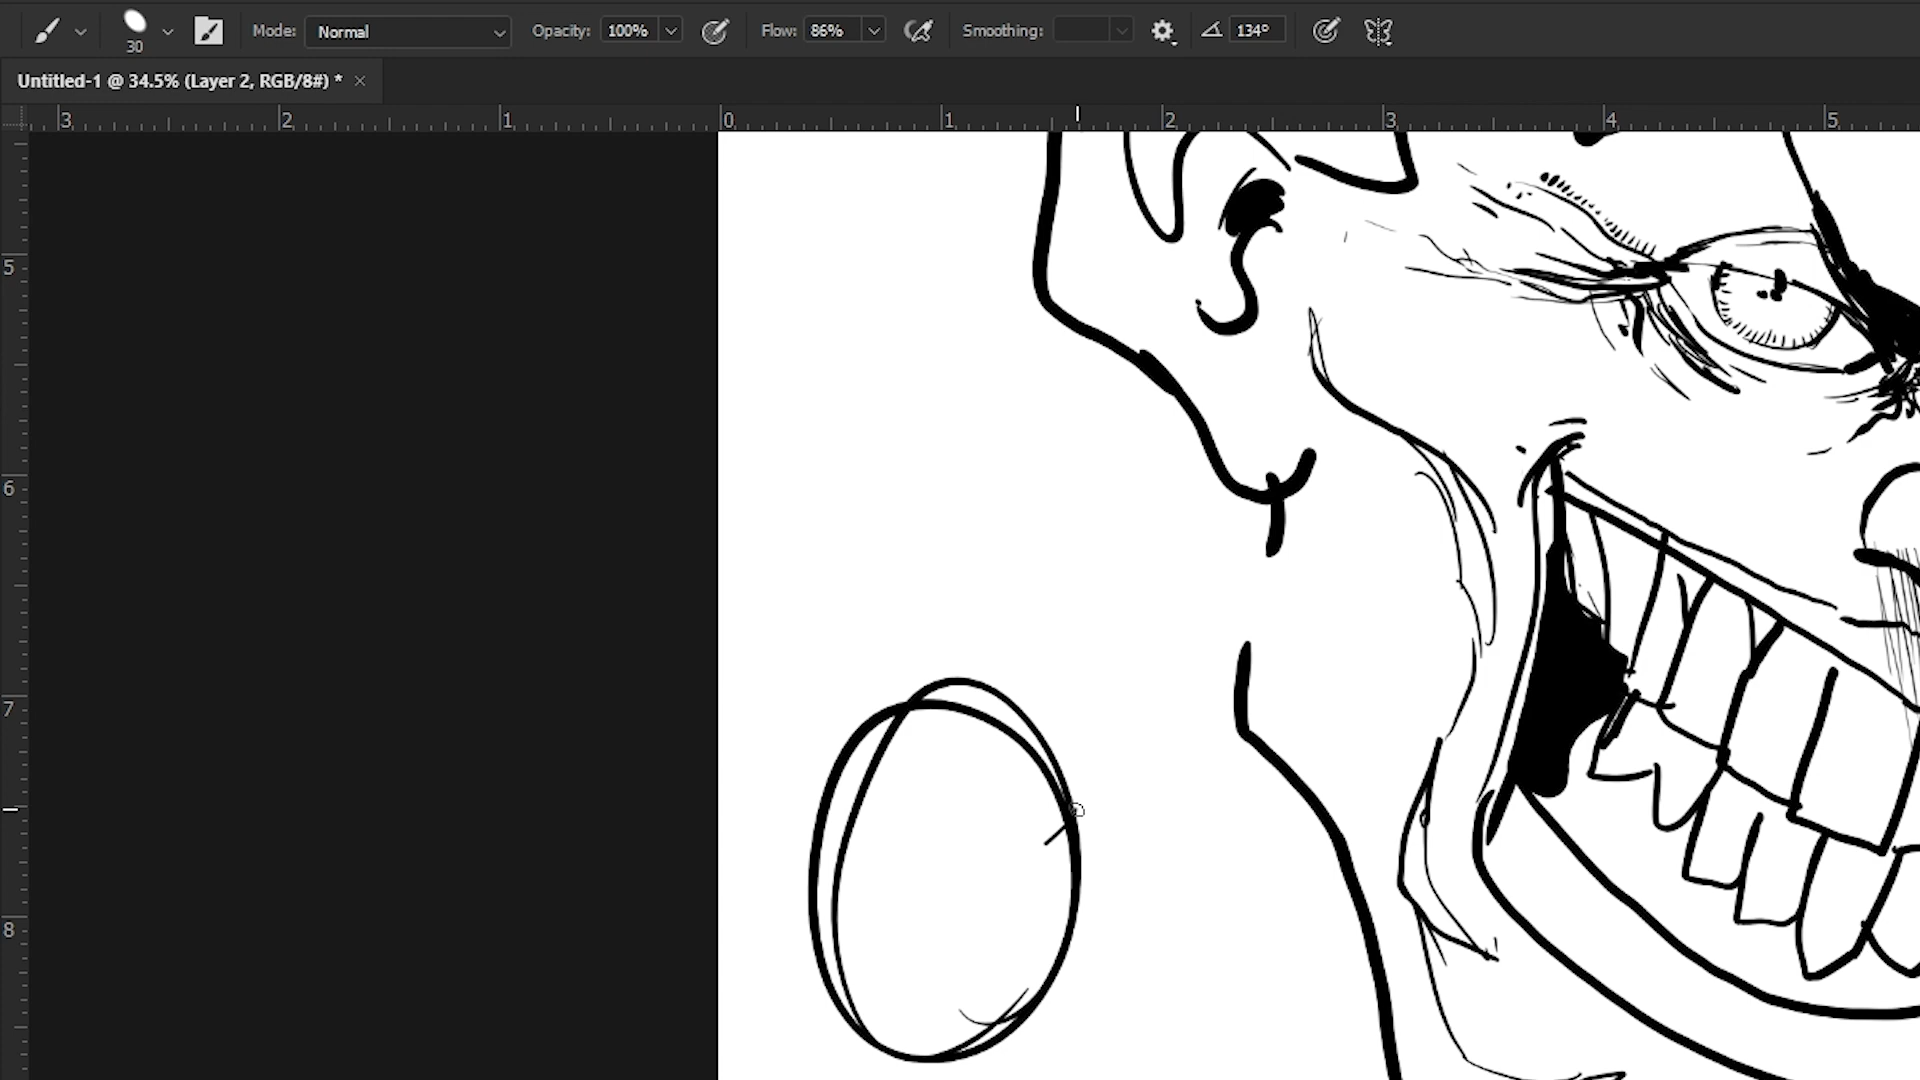 30
Mode: Normal Opacity: 100% Flow: 86% Smoothing: 134°
Untitled-1 @ 34.5% (Layer 2, RGB/8#) * ×
3 2 1 0 1 2 3 4 5
5
6
7
8